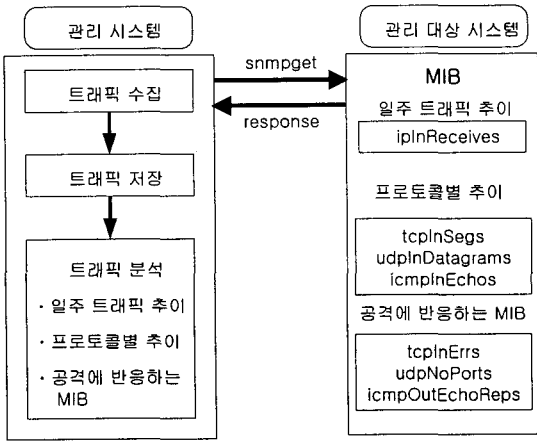 관리 시스템
트래픽 수집
트래픽 저장
트래픽 분석
· 일주 트래픽 추이
· 프로토콜별 추이
· 공격에 반응하는
MIB
snmpget
response
관리 대상 시스템
MIB
일주 트래픽 추이
ipInReceives
프로토콜별 추이
tcpInSegs
udpInDatagrams
icmpInEchos
공격에 반응하는 MIB
tcpInErrs
udpNoPorts
icmpOutEchoReps